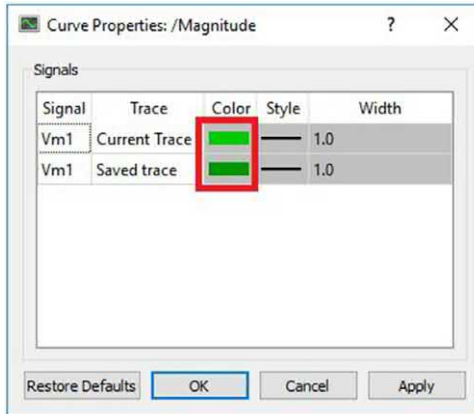 Curve Properties: /Magnitude ? X
Signals
Signal Trace Color Style Width
Vm1 Current Trace 1.0
Vm1 Saved trace 1.0
Restore Defaults OK Cancel Apply